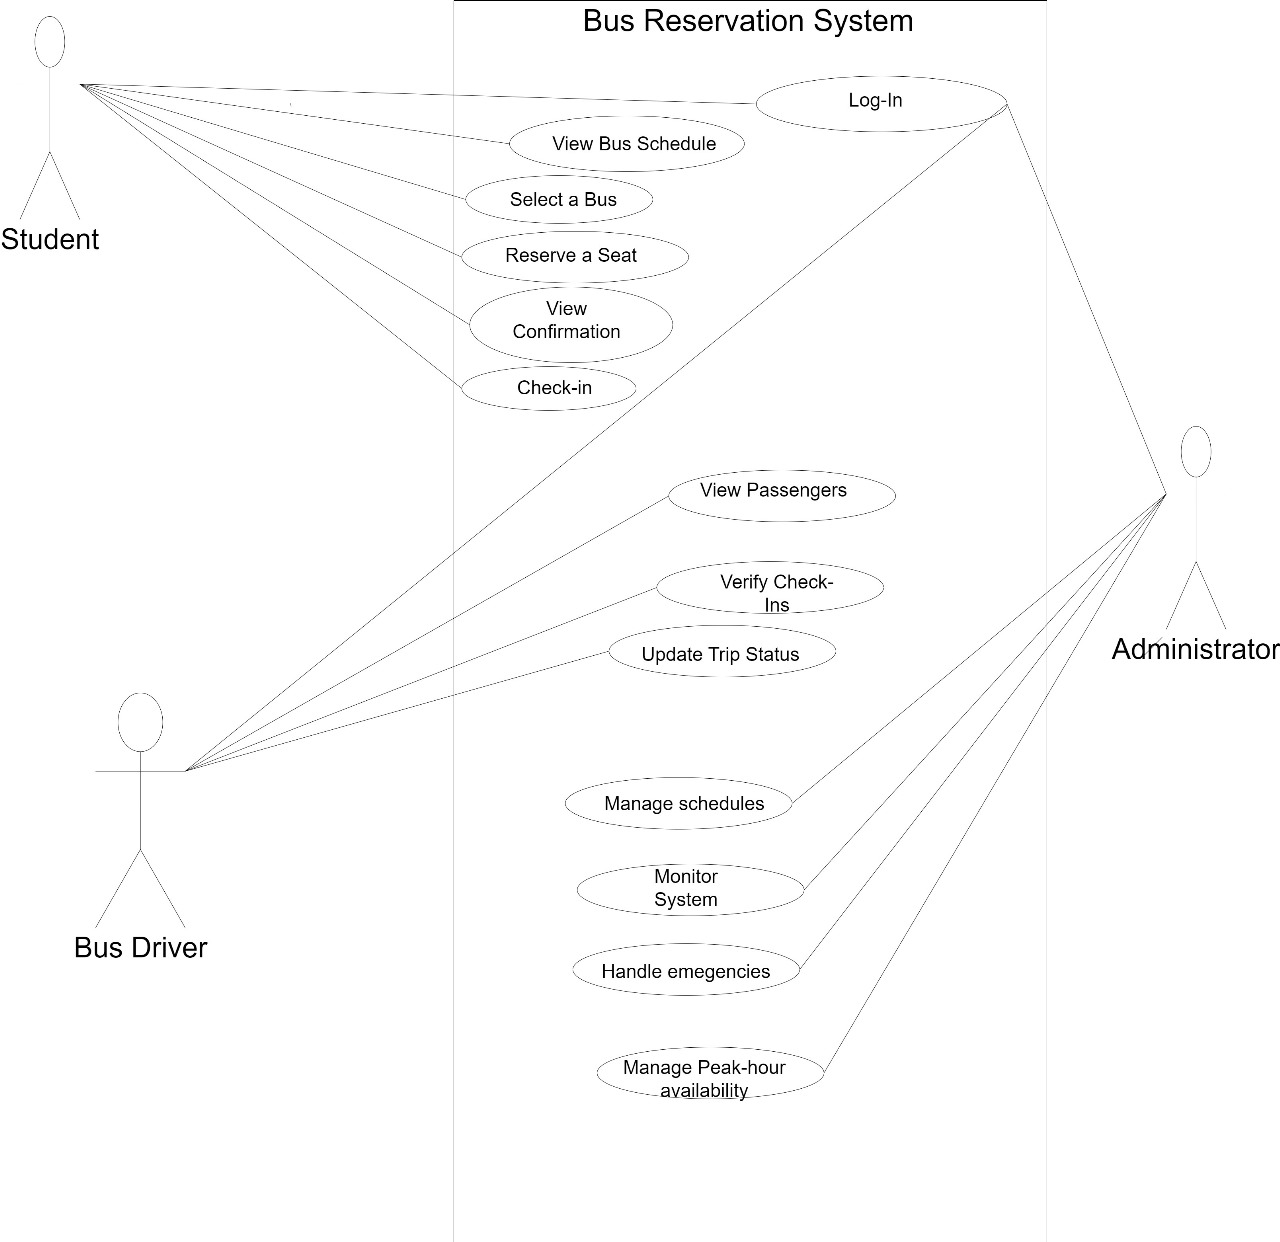 Bus Reservation System
Log-In
View Bus Schedule
Select a Bus
Student
Reserve a Seat
View
Confirmation
Check-in
View Passengers
Verify Check-
Ins
Update Trip Status
Administrator
Manage schedules
Monitor
System
Bus Driver
Handle emegencies
Manage Peak-hour
availability